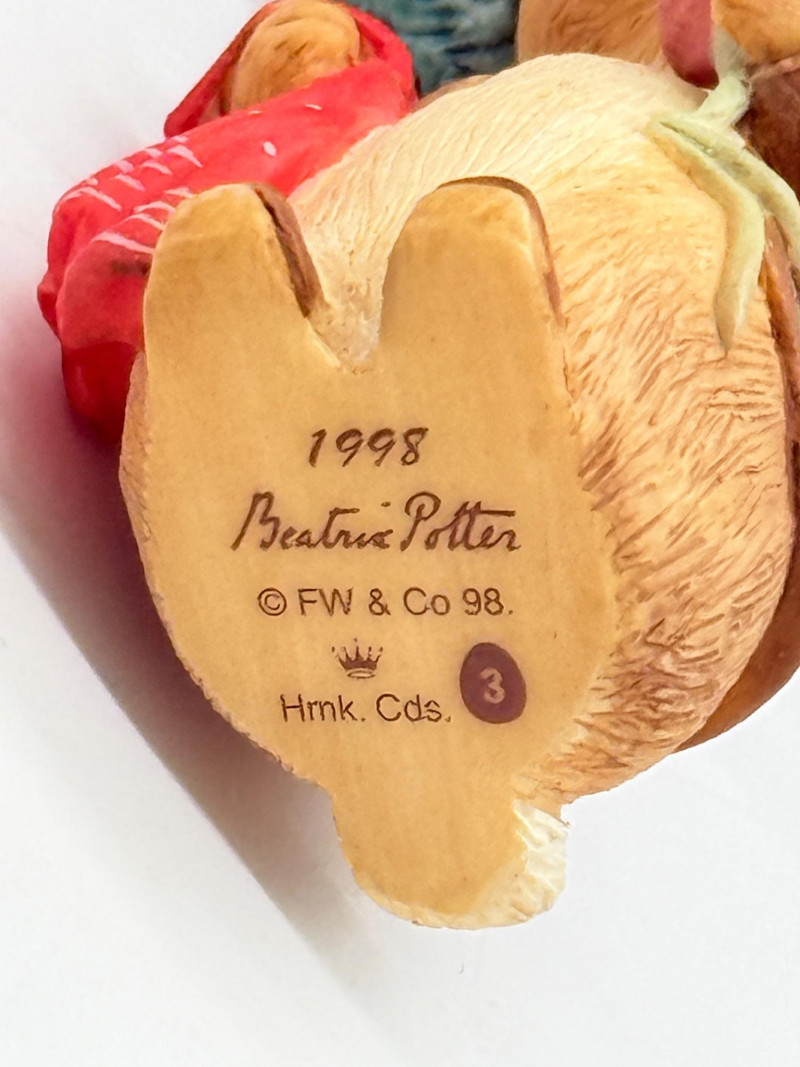 1998
Beatrix Potter
© FW & Co 98.
Hrnk. Cds.
3